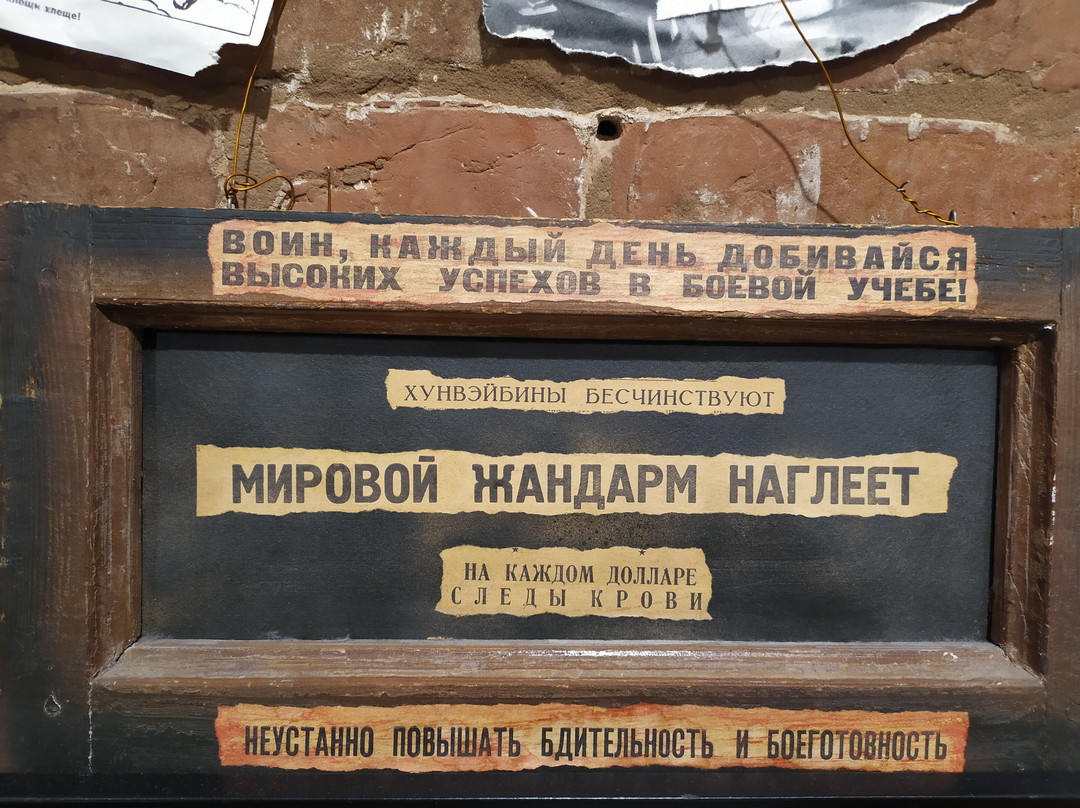 хлеще!
ВОИН, КАЖДЫЙ ДЕНЬ ДОБИВАЙСЯ
ВЫСОКИХ УСПЕХОВ В БОЕВОЙ УЧЕБЕ!
ХУНВЭЙБИНЫ БЕСЧИНСТВУЮТ
МИРОВОЙ ЖАНДАРМ НАГЛЕЕТ
НА КАЖДОМ ДОЛЛАРЕ
СЛЕДЫ КРОВИ
НЕУСТАННО ПОВЫШАТЬ БДИТЕЛЬНОСТЬ И БОЕГОТОВНОСТЬ